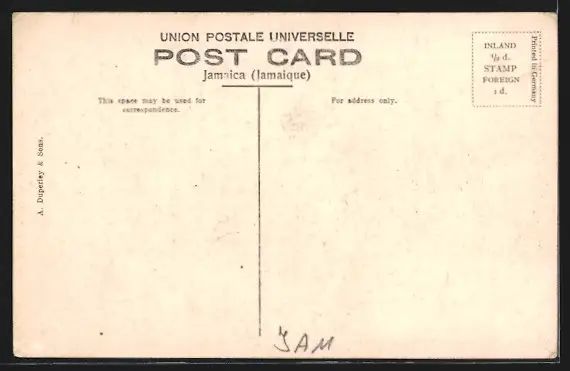 UNION POSTALE UNIVERSELLE
POST CARD
Jamaica (Jamaique)
This space may be used for
correspondence.
For address only.
INLAND
½ d.
STAMP
FOREIGN
1 d.
Printed in Germany
A. Duperley & Sons.
JAM